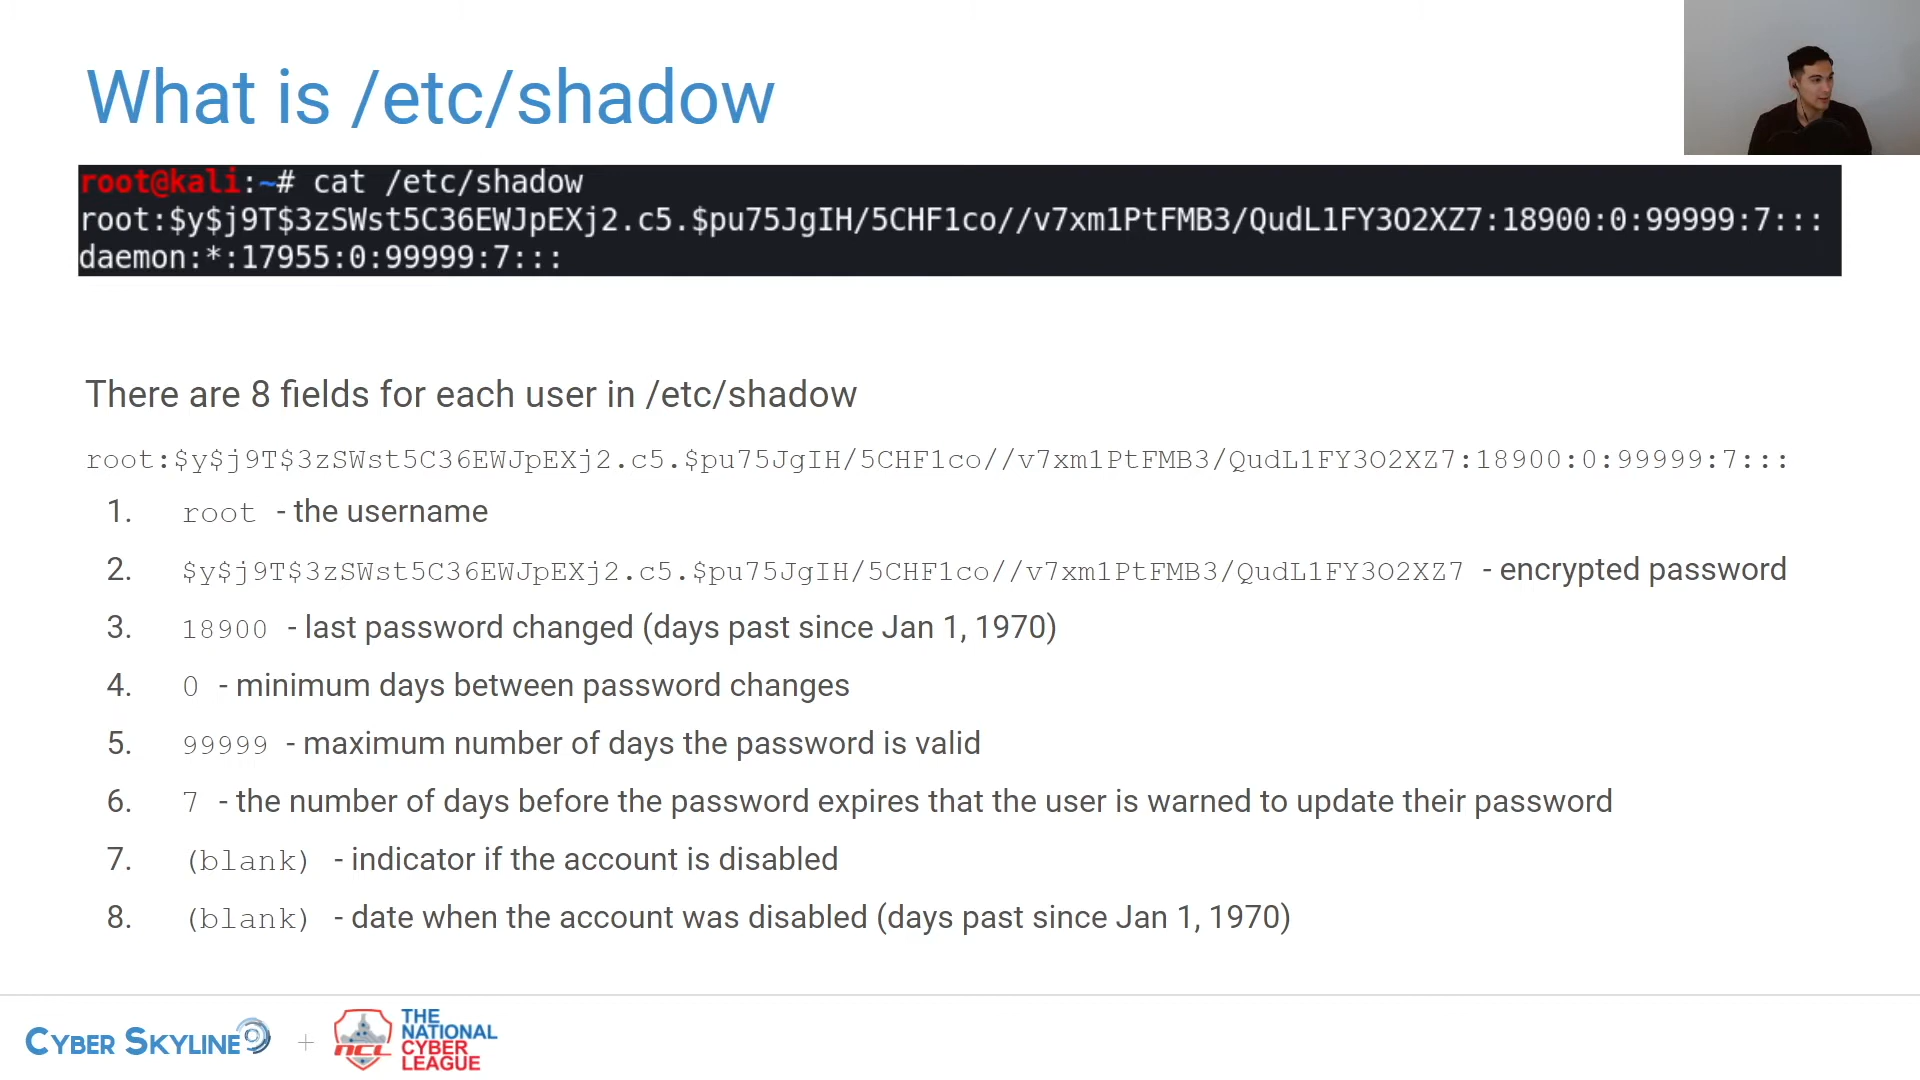 What is /etc/shadow
root@kali:~# cat /etc/shadow
root:$y$j9T$3zSWst5C36EWJpEXj2.c5.$pu75JgIH/5CHF1co//v7xm1PtFMB3/QudL1FY3O2XZ7:18900:0:99999:7:::
daemon:*:17955:0:99999:7:::
There are 8 fields for each user in /etc/shadow
root:$y$j9T$3zSWst5C36EWJpEXj2.c5.$pu75JgIH/5CHF1co//v7xm1PtFMB3/QudL1FY3O2XZ7:18900:0:99999:7:::
1. root - the username
2. $y$j9T$3zSWst5C36EWJpEXj2.c5.$pu75JgIH/5CHF1co//v7xm1PtFMB3/QudL1FY3O2XZ7 - encrypted password
3. 18900 - last password changed (days past since Jan 1, 1970)
4. 0 - minimum days between password changes
5. 99999 - maximum number of days the password is valid
6. 7 - the number of days before the password expires that the user is warned to update their password
7. (blank) - indicator if the account is disabled
8. (blank) - date when the account was disabled (days past since Jan 1, 1970)
CYBER SKYLINE + NCL
THE
NATIONAL
CYBER
LEAGUE